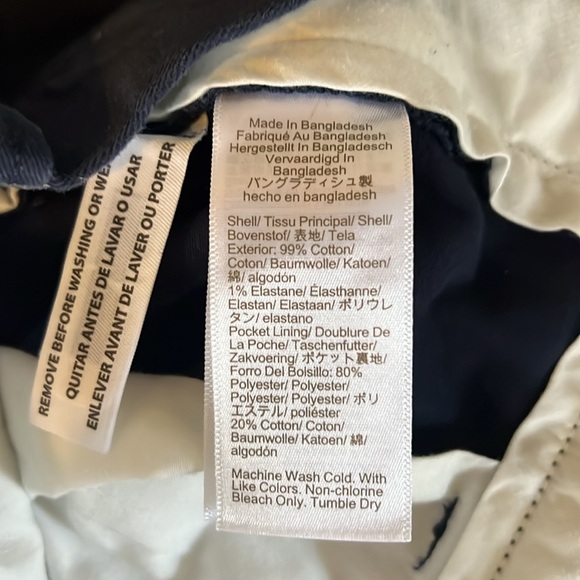 Made In Bangladesh
Fabriqué Au Bangladesh
Hergestellt In Bangladesch
Vervaardigd In
Bangladesh
バングラディシュ製
hecho en bangladesh
Shell/ Tissu Principal/ Shell/
Bovenstof/ 表地/ Tela
Exterior: 99% Cotton/
Coton/ Baumwolle/ Katoen/
綿/ algodón
1% Elastane/ Élasthanne/
Elastan/ Elastaan/ ポリウレ
タン/ elastano
Pocket Lining/ Doublure De
La Poche/ Taschenfutter/
Zakvoering/ ポケット裏地/
Forro Del Bolsillo: 80%
Polyester/ Polyester/
Polyester/ Polyester/ ポリ
エステル/ poliéster
20% Cotton/ Coton/
Baumwolle/ Katoen/ 綿/
algodón
Machine Wash Cold. With
Like Colors. Non-chlorine
Bleach Only. Tumble Dry
REMOVE BEFORE WASHING OR WE
QUITAR ANTES DE LAVAR O USAR
ENLEVER AVANT DE LAVER OU PORTER